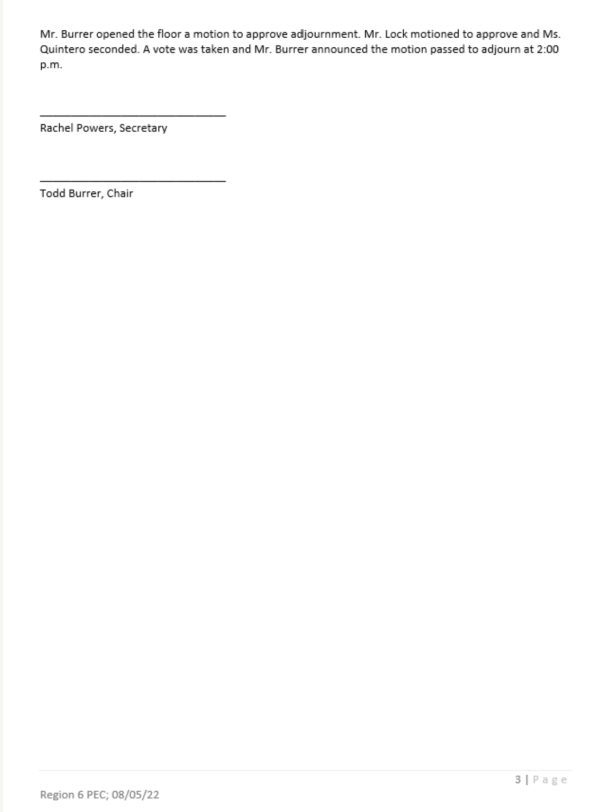 Mr. Burrer opened the floor a motion to approve adjournment. Mr. Lock motioned to approve and Ms.
Quintero seconded. A vote was taken and Mr. Burrer announced the motion passed to adjourn at 2:00
p.m.
Rachel Powers, Secretary
Todd Burrer, Chair
3 | P a g e
Region 6 PEC; 08/05/22